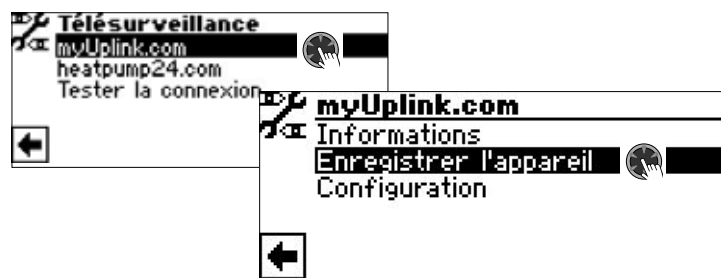 Télésurveillance
myUplink.com
heatpump24.com
Tester la connexion
myUplink.com
Informations
Enregistrer l'appareil
Configuration